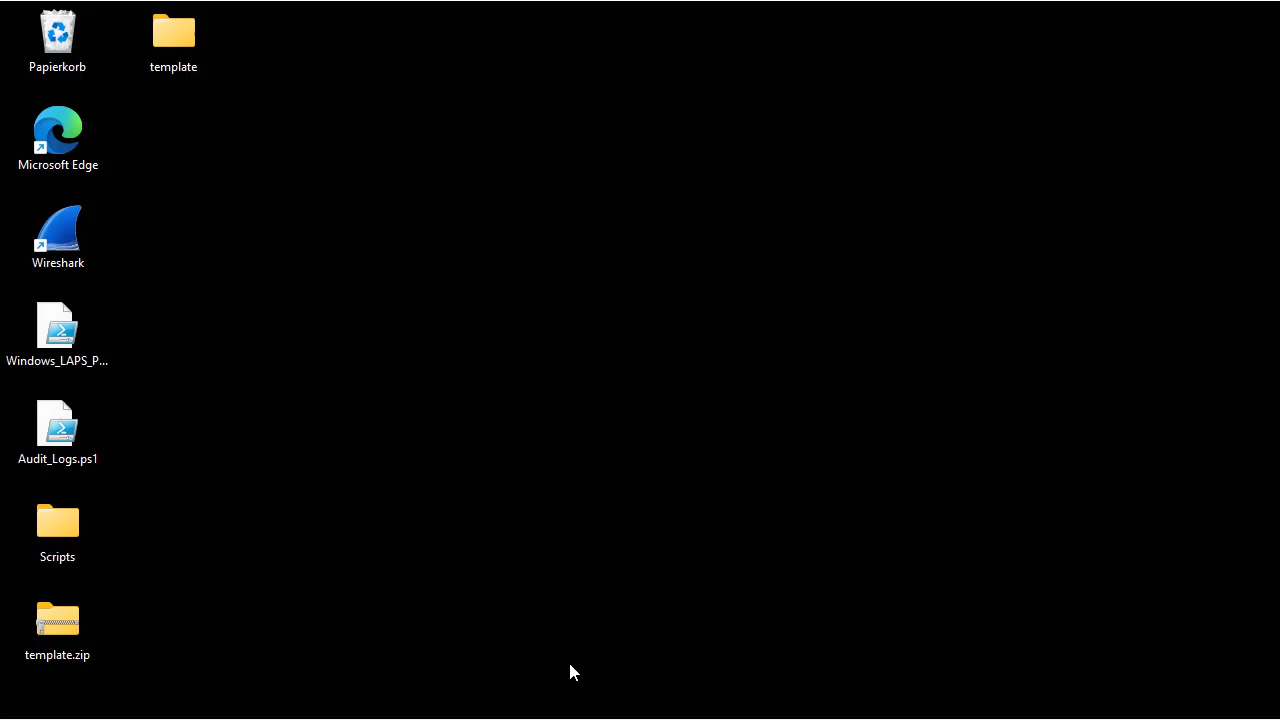 Papierkorb
template
Microsoft Edge
Wireshark
Windows_LAPS_P...
Audit_Logs.ps1
Scripts
template.zip